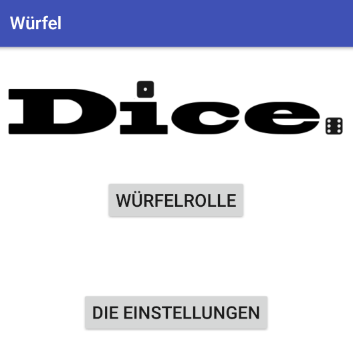 Würfel
Dice.
WÜRFELROLLE
DIE EINSTELLUNGEN